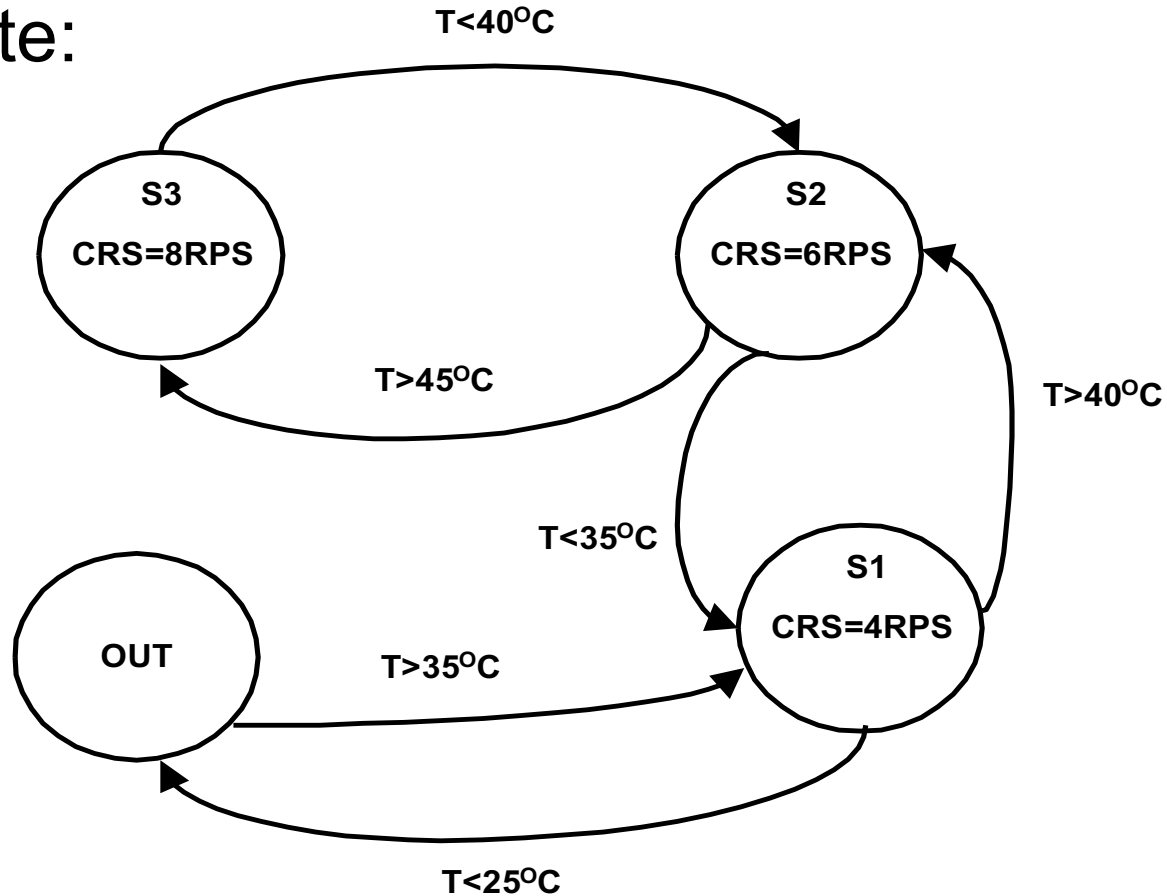 te:
T<40ºC
S3
CRS=8RPS
S2
CRS=6RPS
T>45ºC
T>40ºC
T<35ºC
S1
CRS=4RPS
OUT
T>35ºC
T<25ºC